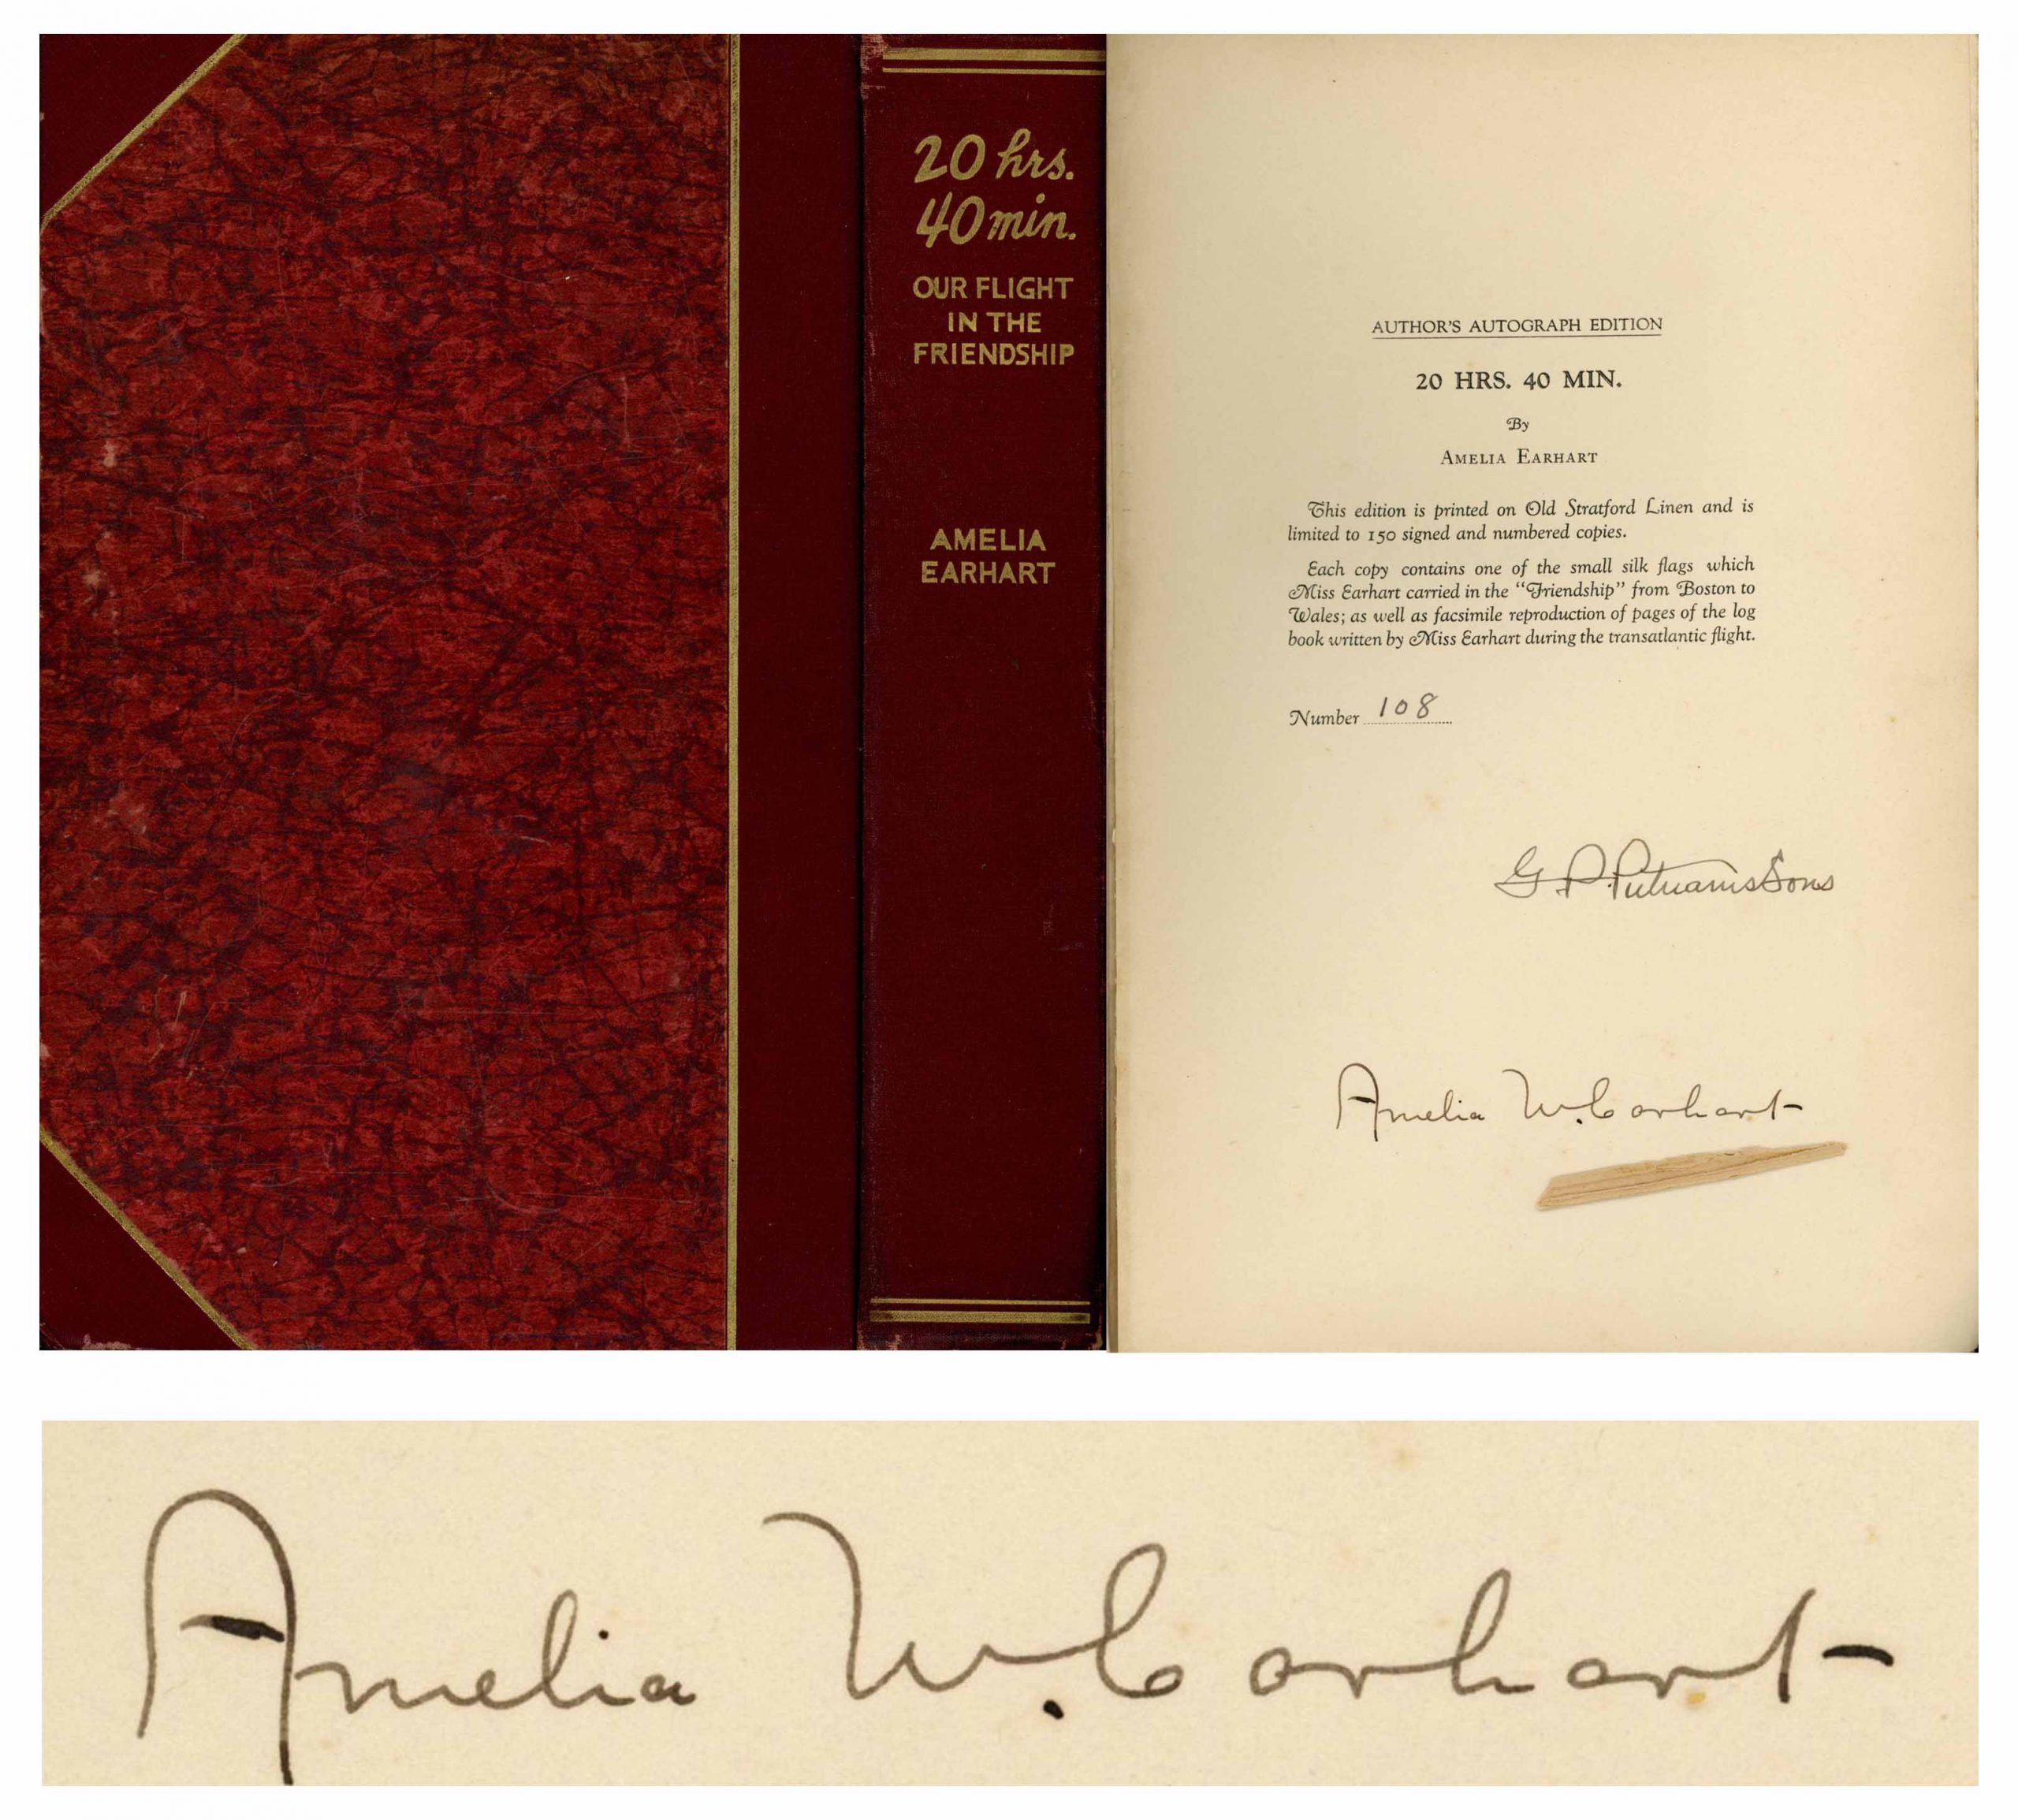 20 hrs.
40 min.
OUR FLIGHT
IN THE
FRIENDSHIP
AMELIA
EARHART
AUTHOR'S AUTOGRAPH EDITION
20 HRS. 40 MIN.
By
AMELIA EARHART
This edition is printed on Old Stratford Linen and is
limited to 150 signed and numbered copies.
Each copy contains one of the small silk flags which
Miss Earhart carried in the "Friendship" from Boston to
Wales; as well as facsimile reproduction of pages of the log
book written by Miss Earhart during the transatlantic flight.
Number 108
G. P. Putnams Sons
Amelia M. Earhart
Amelia M. Earhart